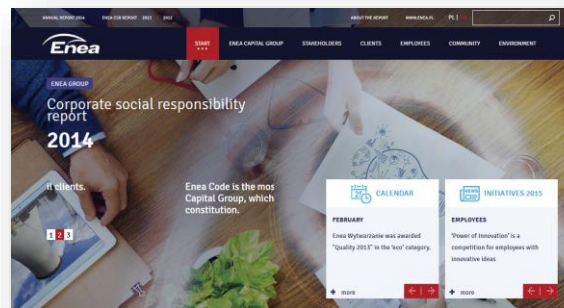 ANNUAL REPORT 2014 ENEA CSR REPORT 2013 2012 ABOUT THE REPORT WWW.ENEA.PL PL |
Enea
START ENEA CAPITAL GROUP STAKEHOLDERS CLIENTS EMPLOYEES COMMUNITY ENVIRONMENT
ENEA GROUP
Corporate social responsibility
report
2014
clients.
Enea Code is the mos
Capital Group, which
constitution.
1 2 3
CALENDAR
FEBRUARY
Enea Wytwarzanie was awarded
"Quality 2013" in the 'evo' category.
+ more
NEWS
INITIATIVES 2015
EMPLOYEES
'Power of Innovation' is a
competition for employees with
innovative ideas
+ more